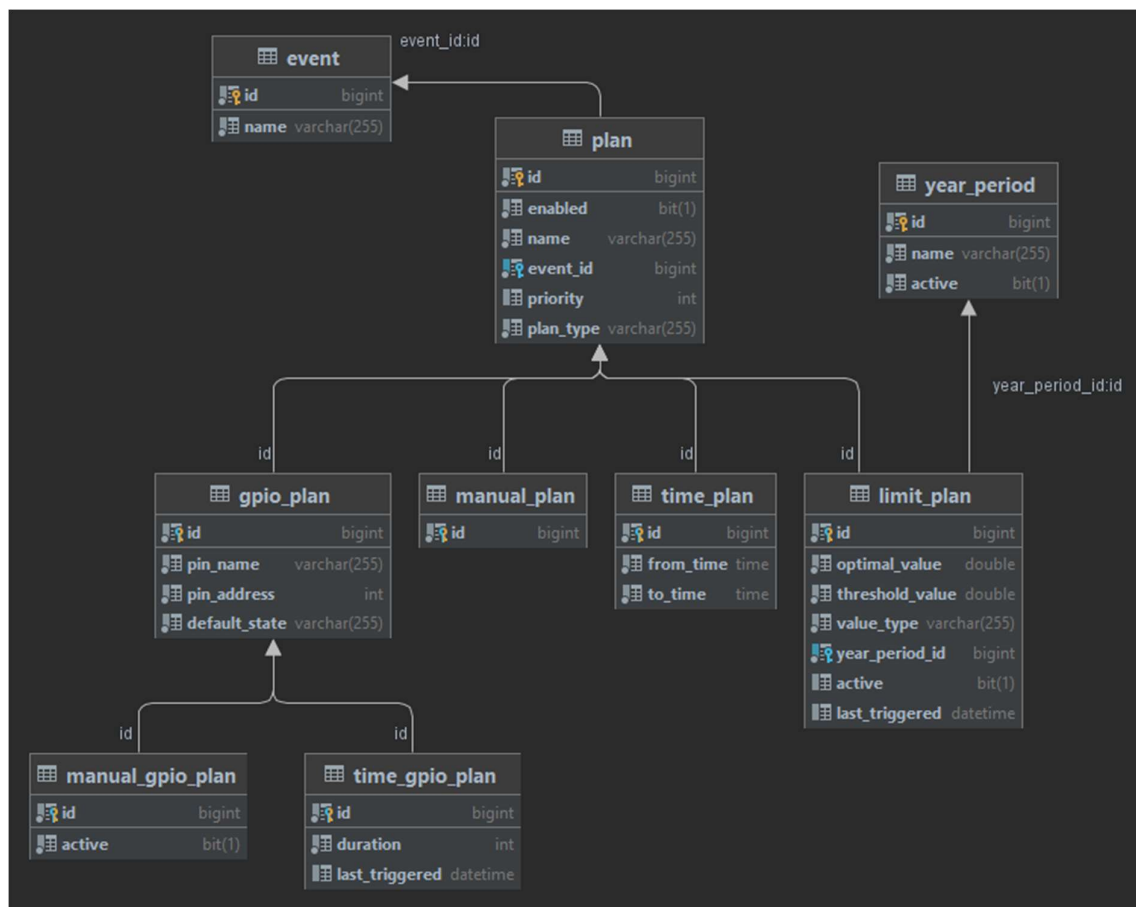 event_id:id
event
id bigint
name varchar(255)
plan
id bigint
enabled bit(1)
name varchar(255)
event_id bigint
priority int
plan_type varchar(255)
year_period
id bigint
name varchar(255)
active bit(1)
year_period_id:id
id
id
id
id
gpio_plan
id bigint
pin_name varchar(255)
pin_address int
default_state varchar(255)
manual_plan
id bigint
time_plan
id bigint
from_time time
to_time time
limit_plan
id bigint
optimal_value double
threshold_value double
value_type varchar(255)
year_period_id bigint
active bit(1)
last_triggered datetime
id
id
manual_gpio_plan
id bigint
active bit(1)
time_gpio_plan
id bigint
duration int
last_triggered datetime